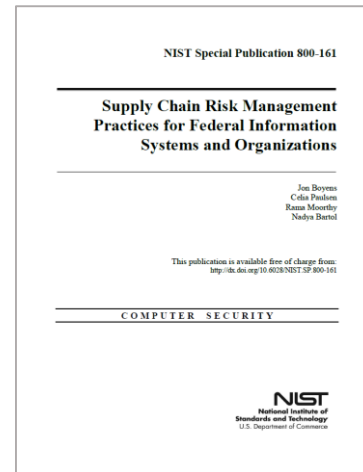 NIST Special Publication 800-161
Supply Chain Risk Management
Practices for Federal Information
Systems and Organizations
Jon Boyens
Celia Paulsen
Rama Moorthy
Nadya Bartol
This publication is available free of charge from:
http://dx.doi.org/10.6028/NIST.SP.800-161
COMPUTER SECURITY
NIST
National Institute of
Standards and Technology
U.S. Department of Commerce